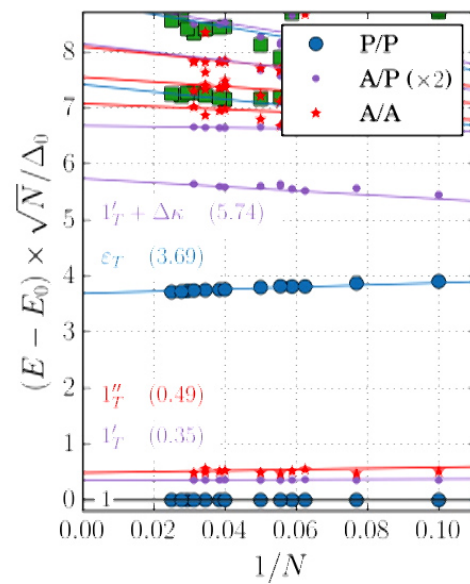 8
7
6
5
4
3
2
1
0
(E − E₀) × √N/Δ₀
P/P
A/P (×2)
A/A
1′_T + Δκ (5.74)
ε_T (3.69)
1″_T (0.49)
1′_T (0.35)
1
0.00 0.02 0.04 0.06 0.08 0.10
1/N